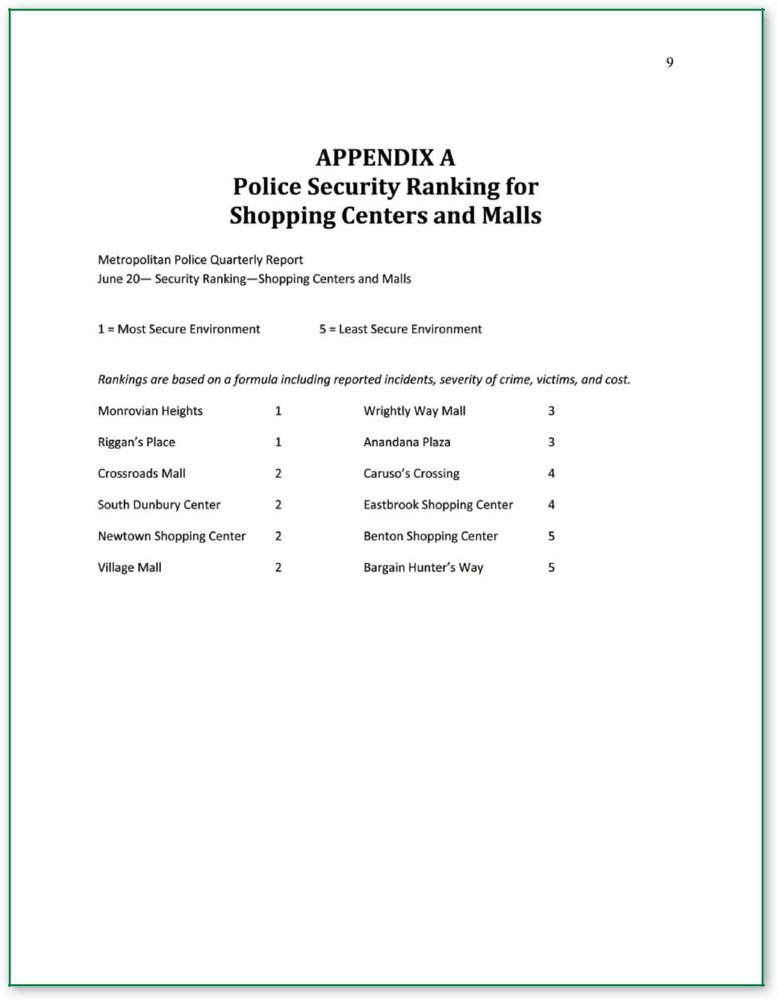 9
APPENDIX A
Police Security Ranking for
Shopping Centers and Malls
Metropolitan Police Quarterly Report
June 20— Security Ranking—Shopping Centers and Malls
1 = Most Secure Environment 5 = Least Secure Environment
Rankings are based on a formula including reported incidents, severity of crime, victims, and cost.
Monrovian Heights 1 Wrightly Way Mall 3
Riggan’s Place 1 Anandana Plaza 3
Crossroads Mall 2 Caruso’s Crossing 4
South Dunbury Center 2 Eastbrook Shopping Center 4
Newtown Shopping Center 2 Benton Shopping Center 5
Village Mall 2 Bargain Hunter’s Way 5